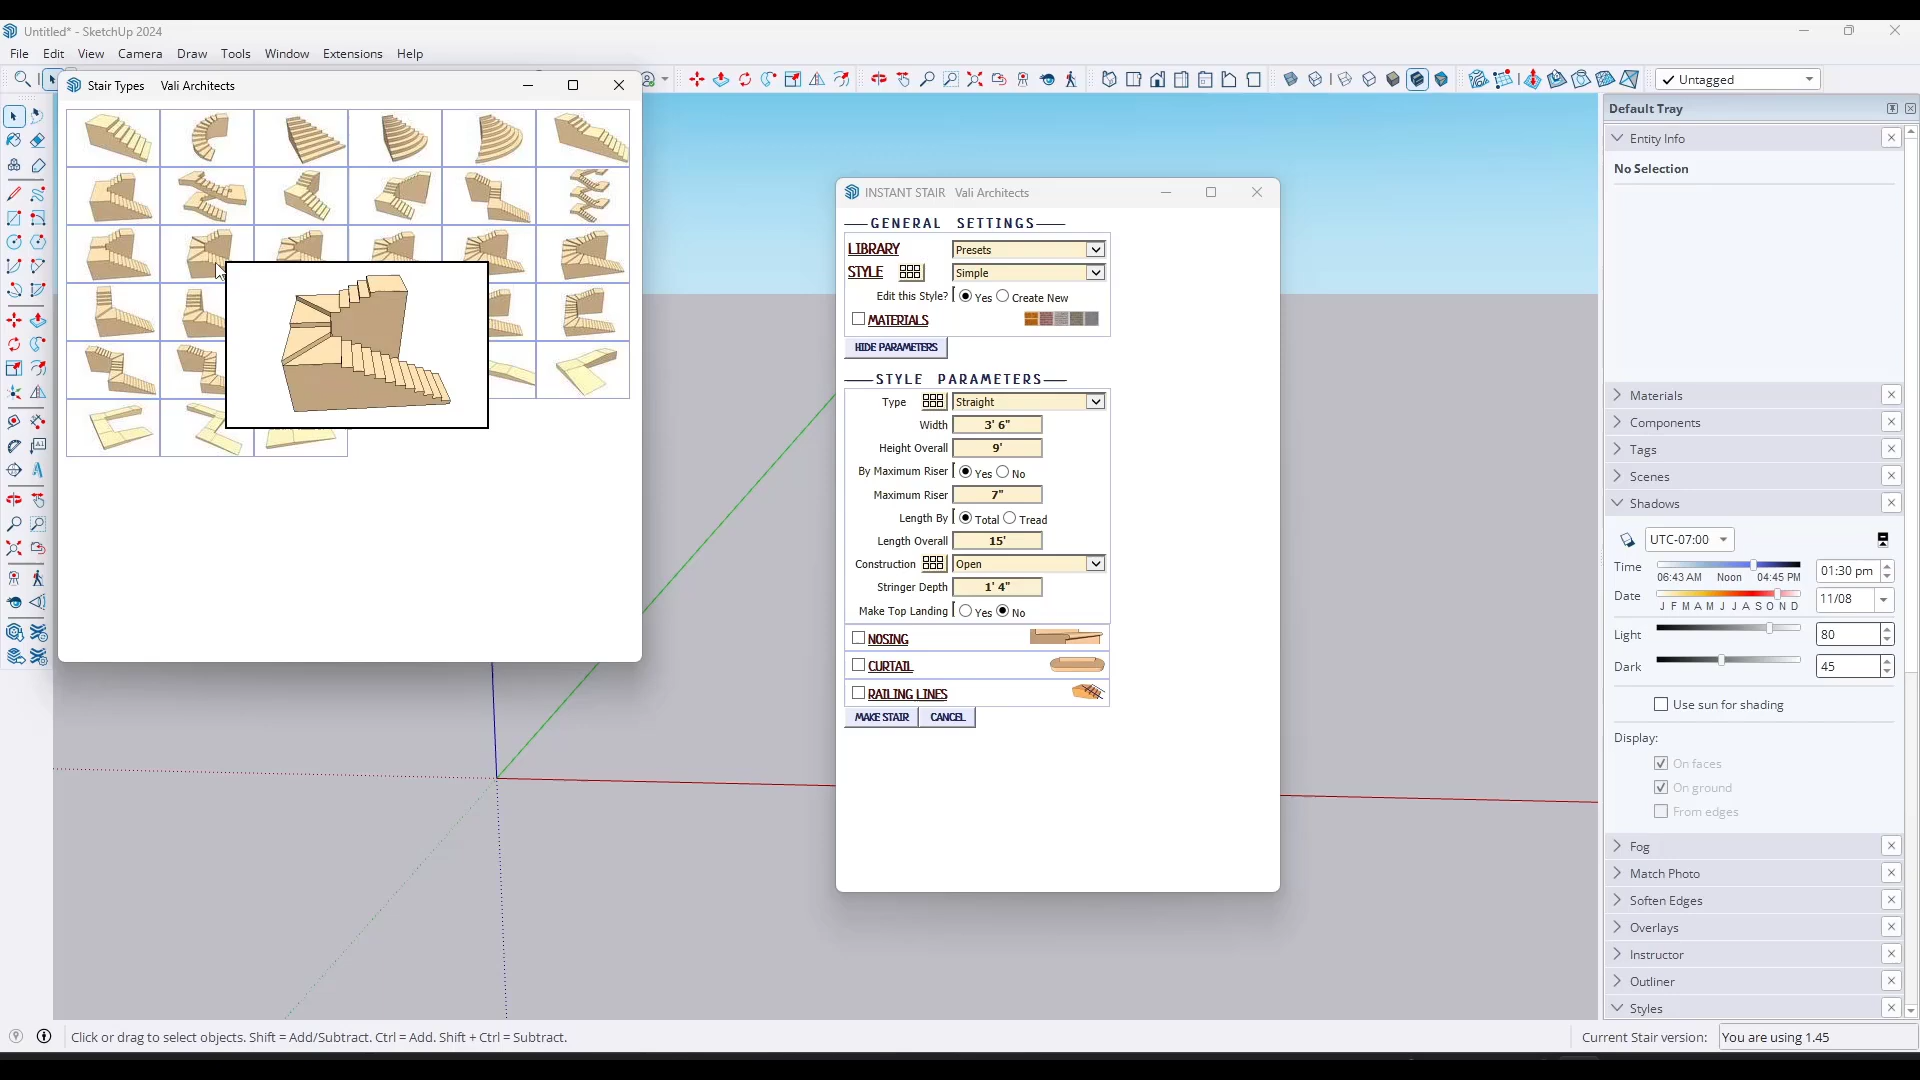 Untitled* - SketchUp 2024
File Edit View Camera Draw Tools Window Extensions Help
Untagged
Stair Types Vali Architects
INSTANT STAIR Vali Architects
GENERAL SETTINGS
LIBRARY Presets
STYLE Simple
Edit this Style? Yes Create New
MATERIALS
HIDE PARAMETERS
STYLE PARAMETERS
Type Straight
Width 3' 6"
Height Overall 9'
By Maximum Riser Yes No
Maximum Riser 7"
Length By Total Tread
Length Overall 15'
Construction Open
Stringer Depth 1' 4"
Make Top Landing Yes No
NOSING
CURTAIL
RAILING LINES
MAKE STAIR CANCEL
Default Tray
Entity Info
No Selection
Materials
Components
Tags
Scenes
Shadows
UTC-07:00
Time 06:43 AM Noon 04:45 PM 01:30 pm
Date J F M A M J J A S O N D 11/08
Light 80
Dark 45
Use sun for shading
Display:
On faces
On ground
From edges
Fog
Match Photo
Soften Edges
Overlays
Instructor
Outliner
Styles
Click or drag to select objects. Shift = Add/Subtract. Ctrl = Add. Shift + Ctrl = Subtract.
Current Stair version: You are using 1.45